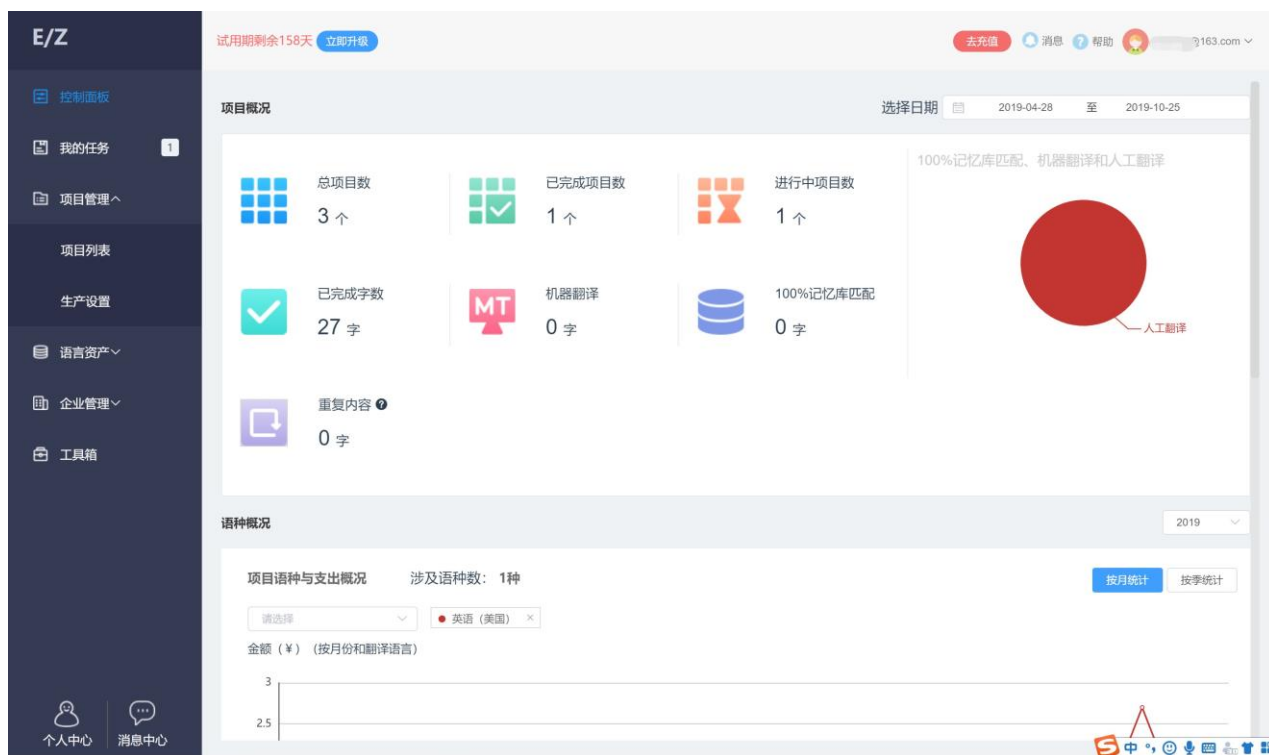 E/Z
试用期剩余158天 立即升级 去充值 消息 ? 帮助 @163.com
控制面板
我的任务 1
项目管理
项目列表
生产设置
语言资产
企业管理
工具箱
个人中心 消息中心
项目概况 选择日期 2019-04-28 至 2019-10-25
总项目数 已完成项目数 进行中项目数
3 个 1 个 1 个
已完成字数 机器翻译 100%记忆库匹配
MT
27 字 0 字 0 字
重复内容 ?
0 字
100%记忆库匹配、机器翻译和人工翻译
人工翻译
语种概况 2019
项目语种与支出概况 涉及语种数： 1种 按月统计 按季统计
请选择 英语（美国） ×
金额（¥）（按月份和翻译语言）
3
2.5
S 中